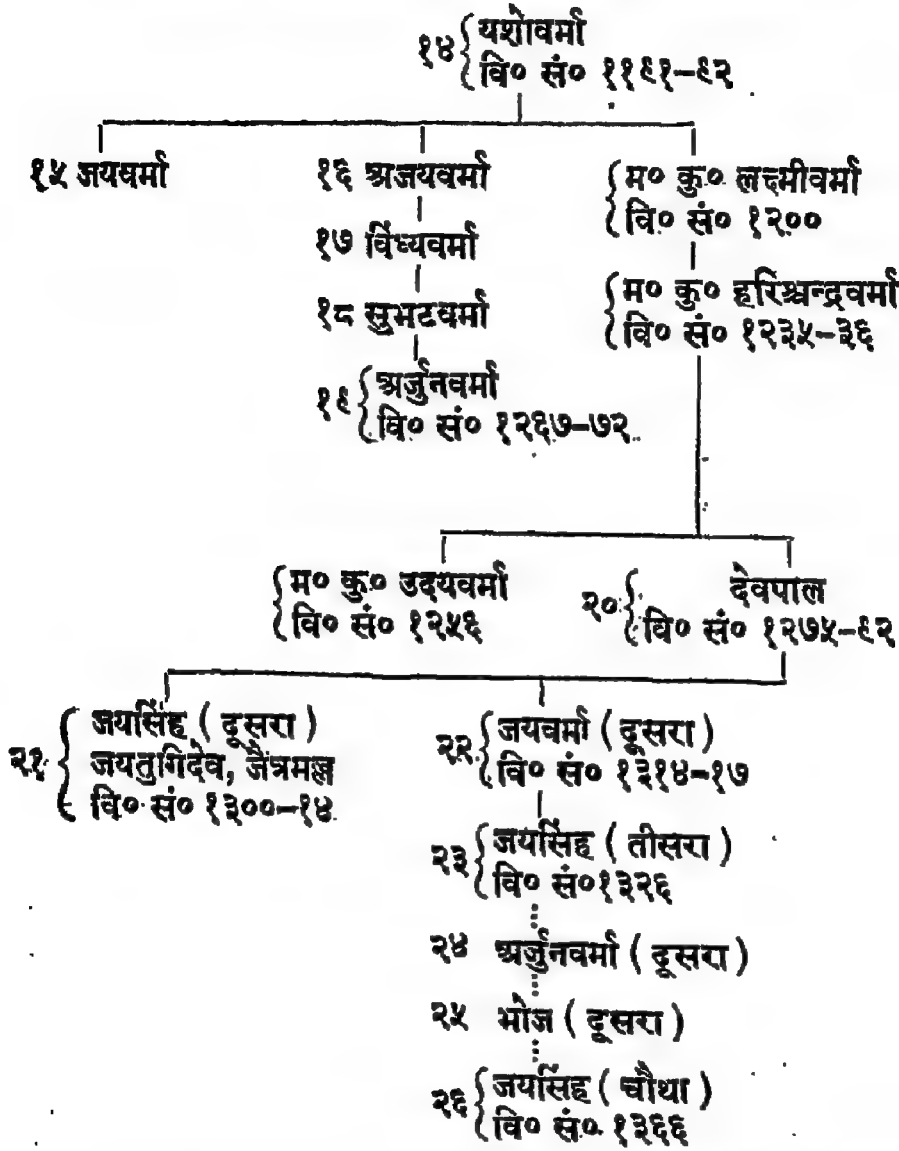 १४ यशोवर्मा
वि० सं० ११९१-९२
१५ जयवर्मा
१६ अजयवर्मा
म० कु० लक्ष्मीवर्मा
वि० सं० १२००
१७ विंध्यवर्मा
१८ सुभटवर्मा
म० कु० हरिश्चन्द्रवर्मा
वि० सं० १२३५-३६
१९ अर्जुनवर्मा
वि० सं० १२६७-७२
म० कु० उदयवर्मा
वि० सं० १२५६
२० देवपाल
वि० सं० १२७५-९२
२१ जयसिंह ( दूसरा )
जयतुगिदेव, जैत्रमल्ल
वि० सं० १३००-१४
२२ जयवर्मा ( दूसरा )
वि० सं० १३१४-१७
२३ जयसिंह ( तीसरा )
वि० सं० १३२६
२४ अर्जुनवर्मा ( दूसरा )
२५ भोज ( दूसरा )
२६ जयसिंह ( चौथा )
वि० सं० १३६६